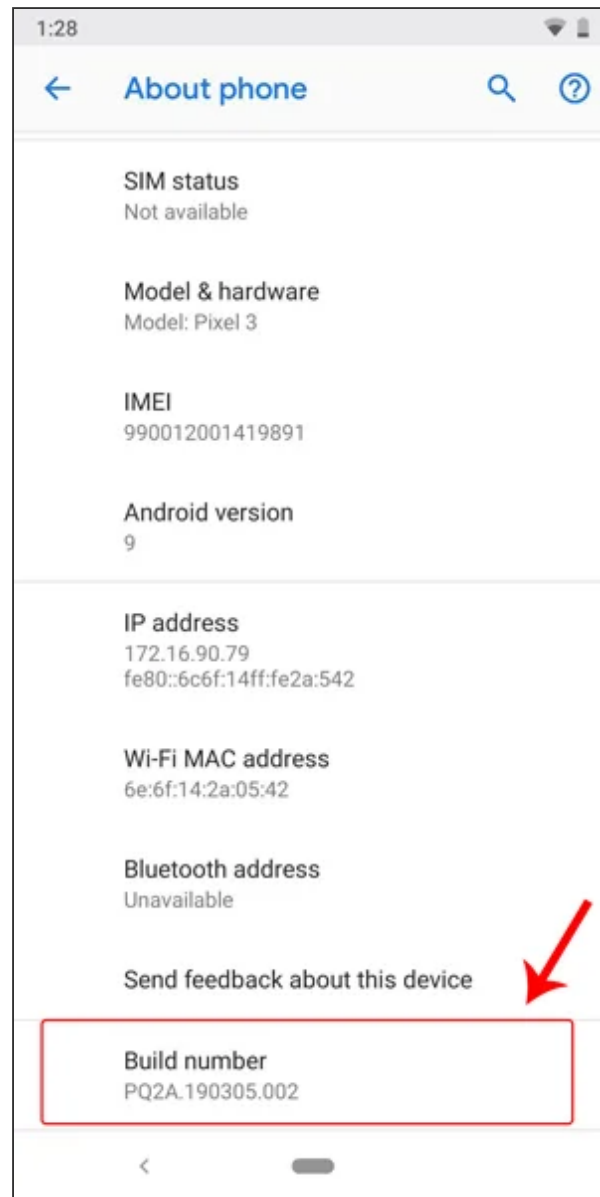 1:28
About phone
SIM status
Not available
Model & hardware
Model: Pixel 3
IMEI
990012001419891
Android version
9
IP address
172.16.90.79
fe80::6c6f:14ff:fe2a:542
Wi-Fi MAC address
6e:6f:14:2a:05:42
Bluetooth address
Unavailable
Send feedback about this device
Build number
PQ2A.190305.002